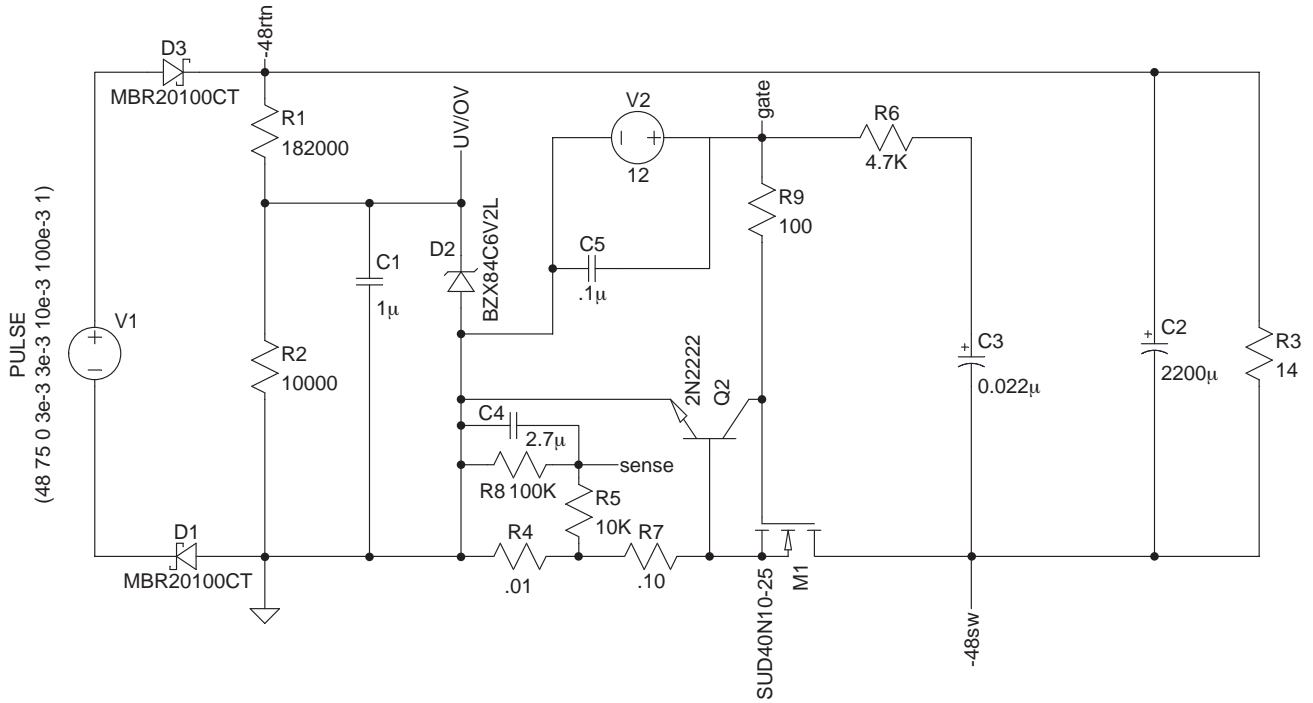 PULSE
(48 75 0 3e-3 3e-3 10e-3 100e-3 1)
V1
+
–
D3
MBR20100CT
-48rtn
R1
182000
UV/OV
D2
BZX84C6V2L
C1
1µ
R2
10000
D1
MBR20100CT
V2
–
+
12
C5
.1µ
gate
R9
100
R6
4.7K
2N2222
Q2
C4
2.7µ
sense
R8 100K
R5
10K
R4
.01
R7
.10
SUD40N10-25
M1
+
C3
0.022µ
-48sw
+
C2
2200µ
R3
14